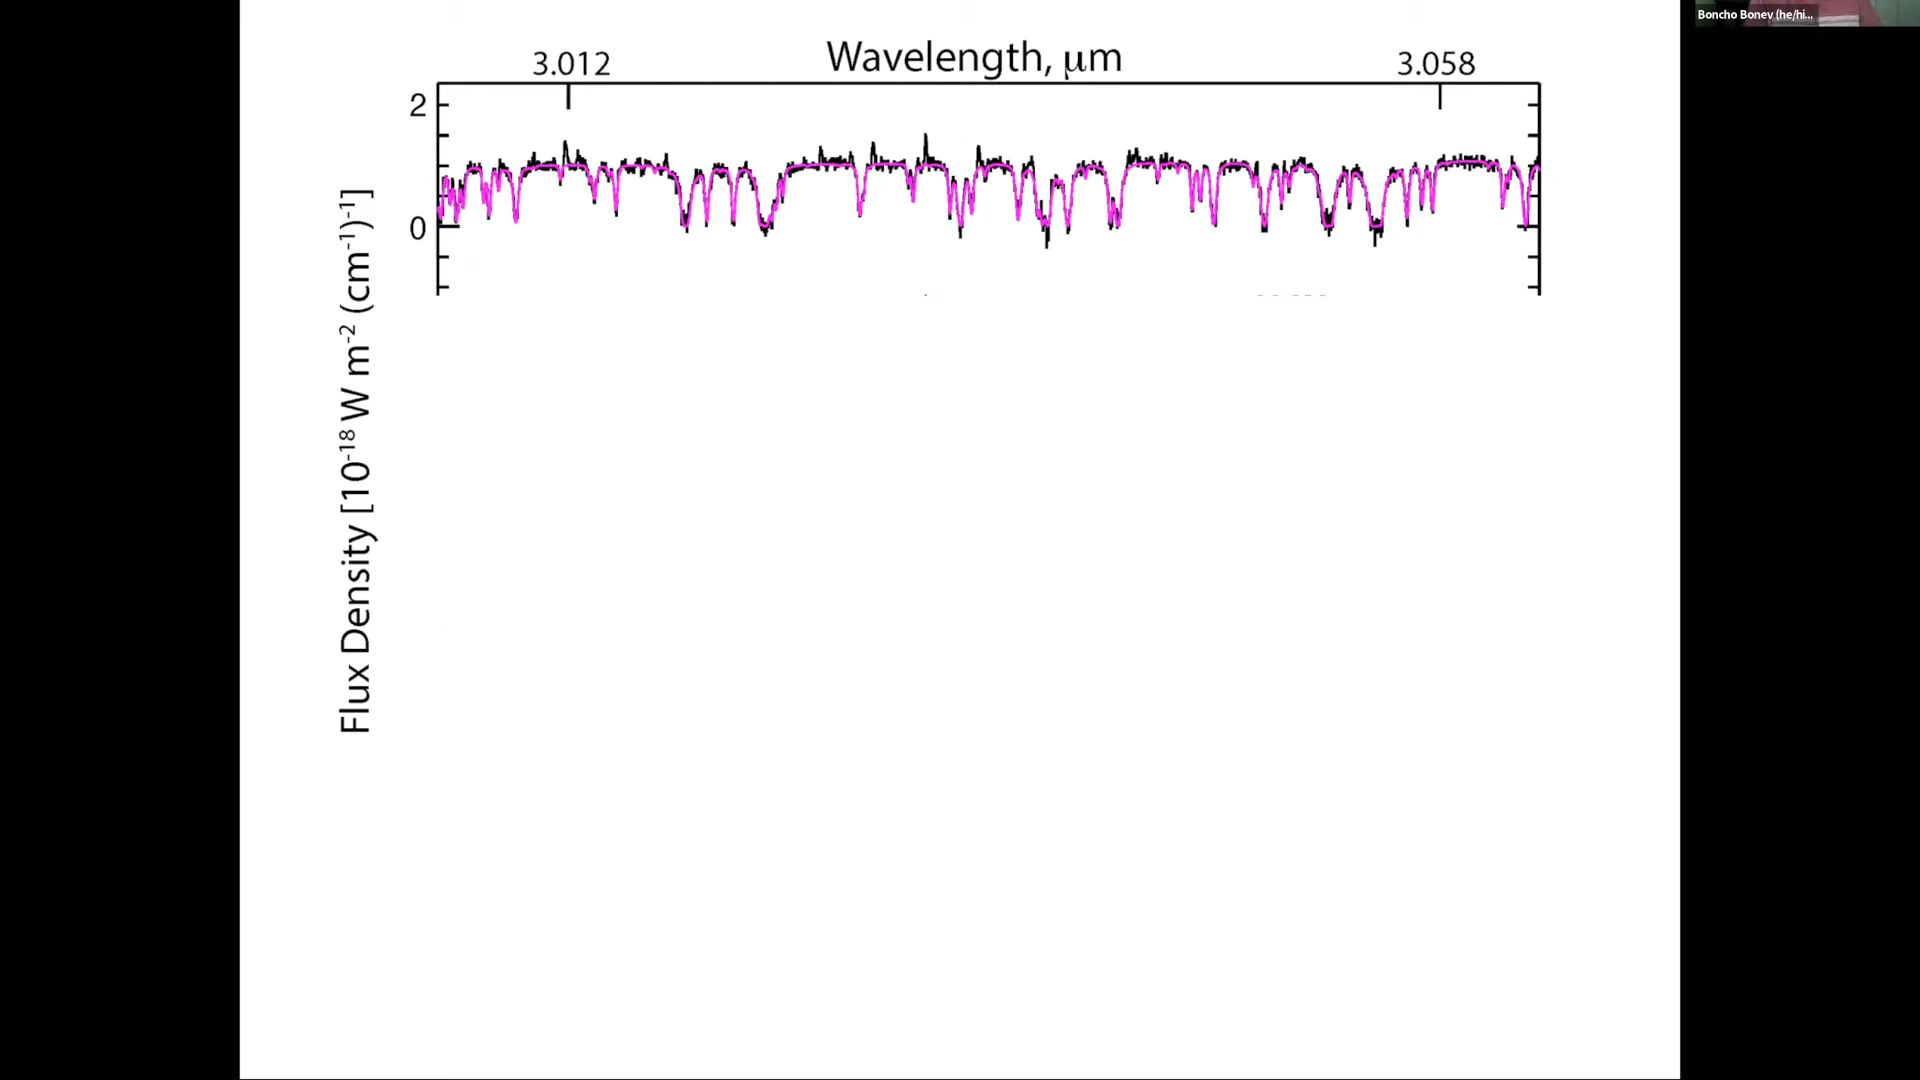 Boncho Bonev (he/hi...
Wavelength, μm
3.012
3.058
2
0
Flux Density [10⁻¹⁸ W m⁻² (cm⁻¹)⁻¹]